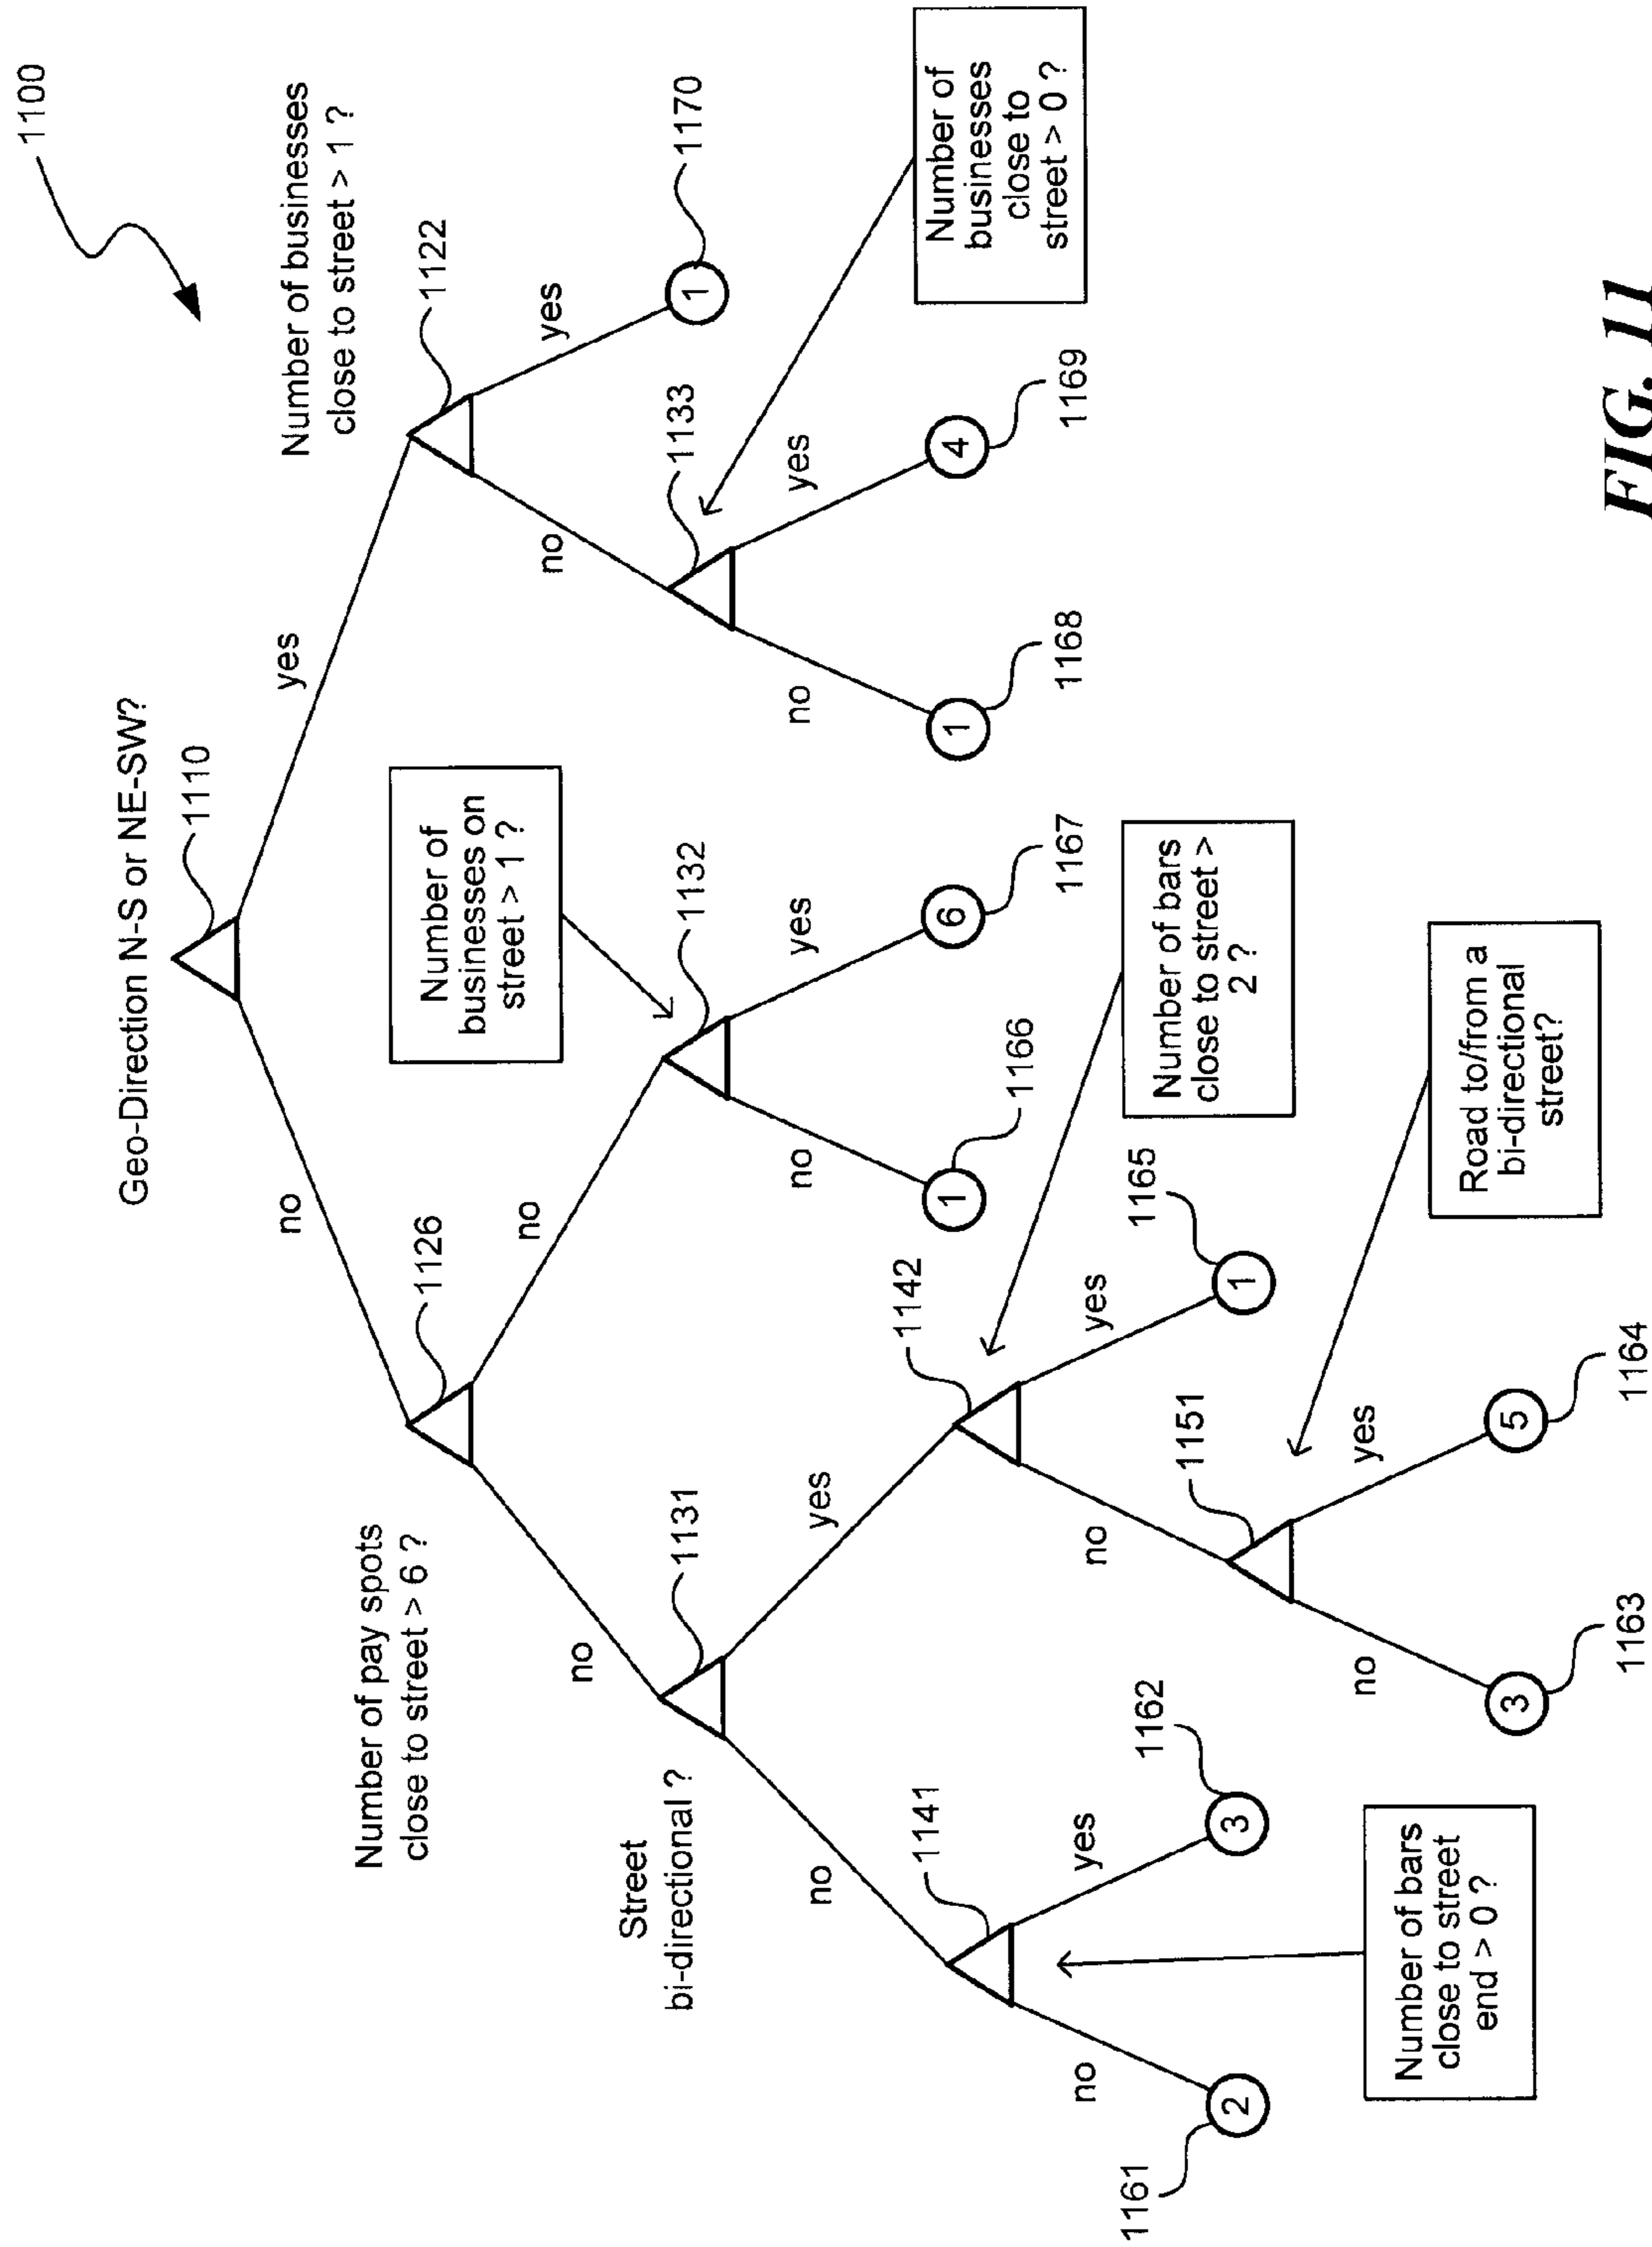 1100
Geo-Direction N-S or NE-SW?
1110
no
yes
Number of pay spots
close to street > 6 ?
1126
Number of businesses
close to street > 1 ?
1122
no
no
no
yes
Number of
businesses on
street > 1 ?
Street
bi-directional ?
1131
1132
1133
1
1170
no
yes
no
yes
no
yes
Number of
businesses
close to
street > 0 ?
1141
1142
1
1166
6
1167
1
1168
4
1169
no
yes
no
yes
Number of bars
close to street >
2 ?
1161
2
3
1162
1151
1
1165
no
yes
Number of bars
close to street
end > 0 ?
Road to/from a
bi-directional
street?
3
1163
5
1164
FIG. 11